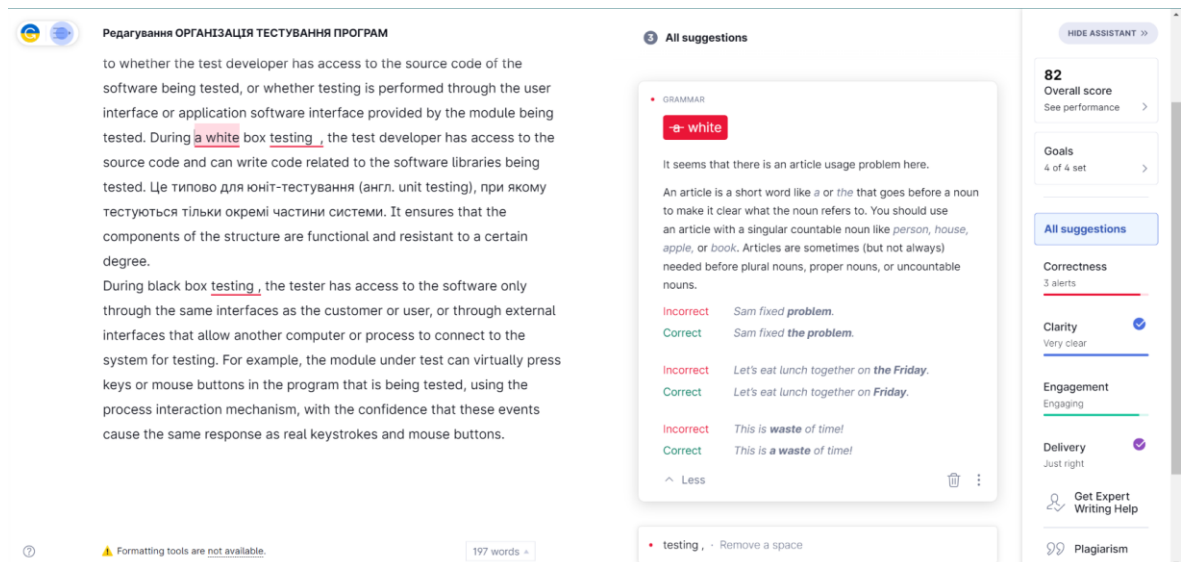 Редагування ОРГАНІЗАЦІЯ ТЕСТУВАННЯ ПРОГРАМ
to whether the test developer has access to the source code of the
software being tested, or whether testing is performed through the user
interface or application software interface provided by the module being
tested. During a white box testing , the test developer has access to the
source code and can write code related to the software libraries being
tested. Це типово для юніт-тестування (англ. unit testing), при якому
тестуються тільки окремі частини системи. It ensures that the
components of the structure are functional and resistant to a certain
degree.
During black box testing , the tester has access to the software only
through the same interfaces as the customer or user, or through external
interfaces that allow another computer or process to connect to the
system for testing. For example, the module under test can virtually press
keys or mouse buttons in the program that is being tested, using the
process interaction mechanism, with the confidence that these events
cause the same response as real keystrokes and mouse buttons.
Formatting tools are not available.
197 words
3 All suggestions
GRAMMAR
a white
It seems that there is an article usage problem here.
An article is a short word like a or the that goes before a noun
to make it clear what the noun refers to. You should use
an article with a singular countable noun like person, house,
apple, or book. Articles are sometimes (but not always)
needed before plural nouns, proper nouns, or uncountable
nouns.
Incorrect Sam fixed problem.
Correct Sam fixed the problem.
Incorrect Let's eat lunch together on the Friday.
Correct Let's eat lunch together on Friday.
Incorrect This is waste of time!
Correct This is a waste of time!
Less
testing , · Remove a space
HIDE ASSISTANT
82
Overall score
See performance
Goals
4 of 4 set
All suggestions
Correctness
3 alerts
Clarity
Very clear
Engagement
Engaging
Delivery
Just right
Get Expert
Writing Help
Plagiarism